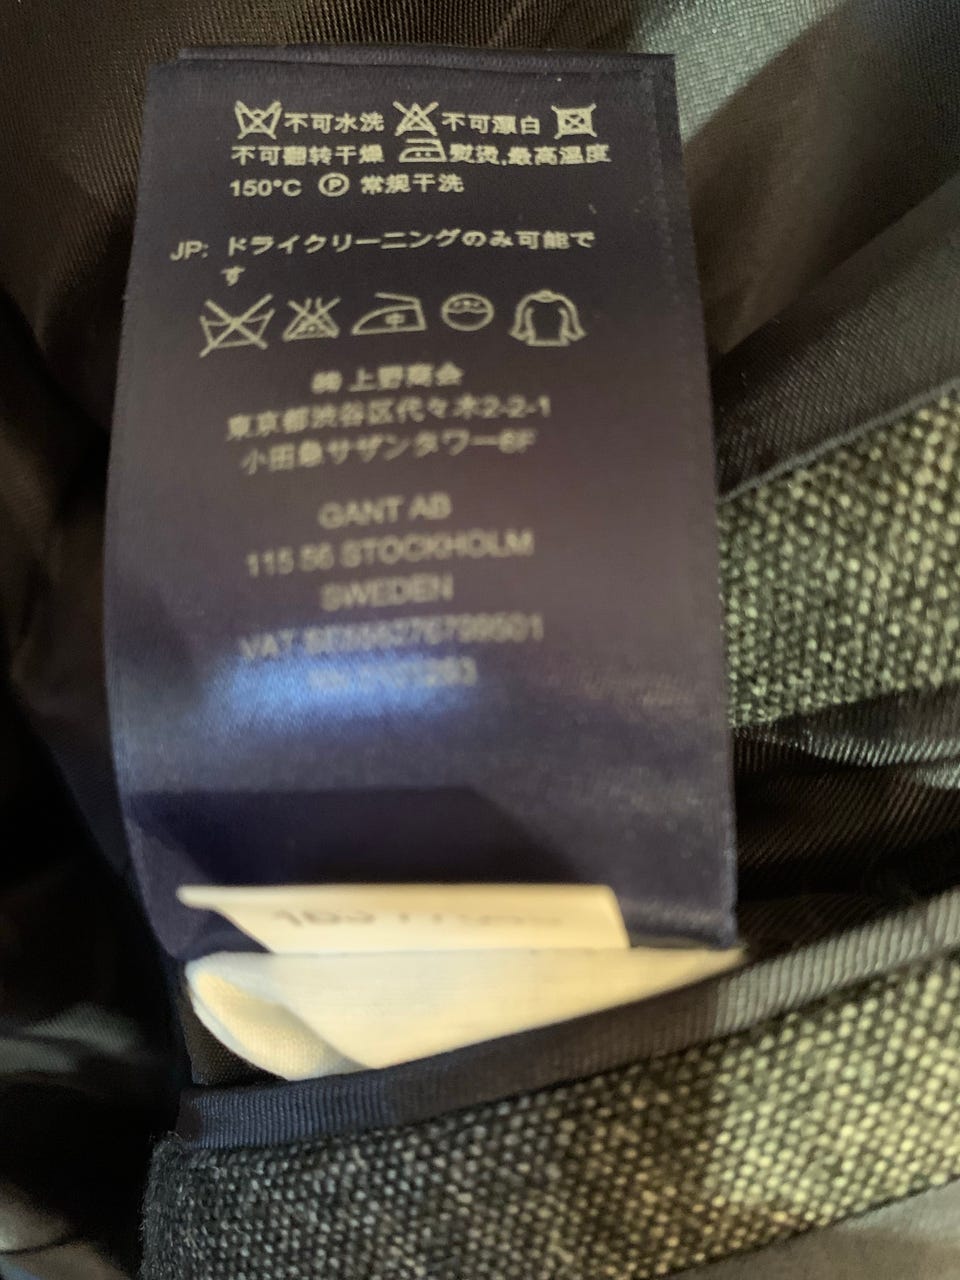 不可水洗 不可漂白
不可翻转干燥 熨烫,最高温度
150°C P 常规干洗
JP: ドライクリーニングのみ可能で
す
中
㈱ 上野商会
東京都渋谷区代々木2-2-1
小田急サザンタワー6F
GANT AB
115 56 STOCKHOLM
SWEDEN
VAT